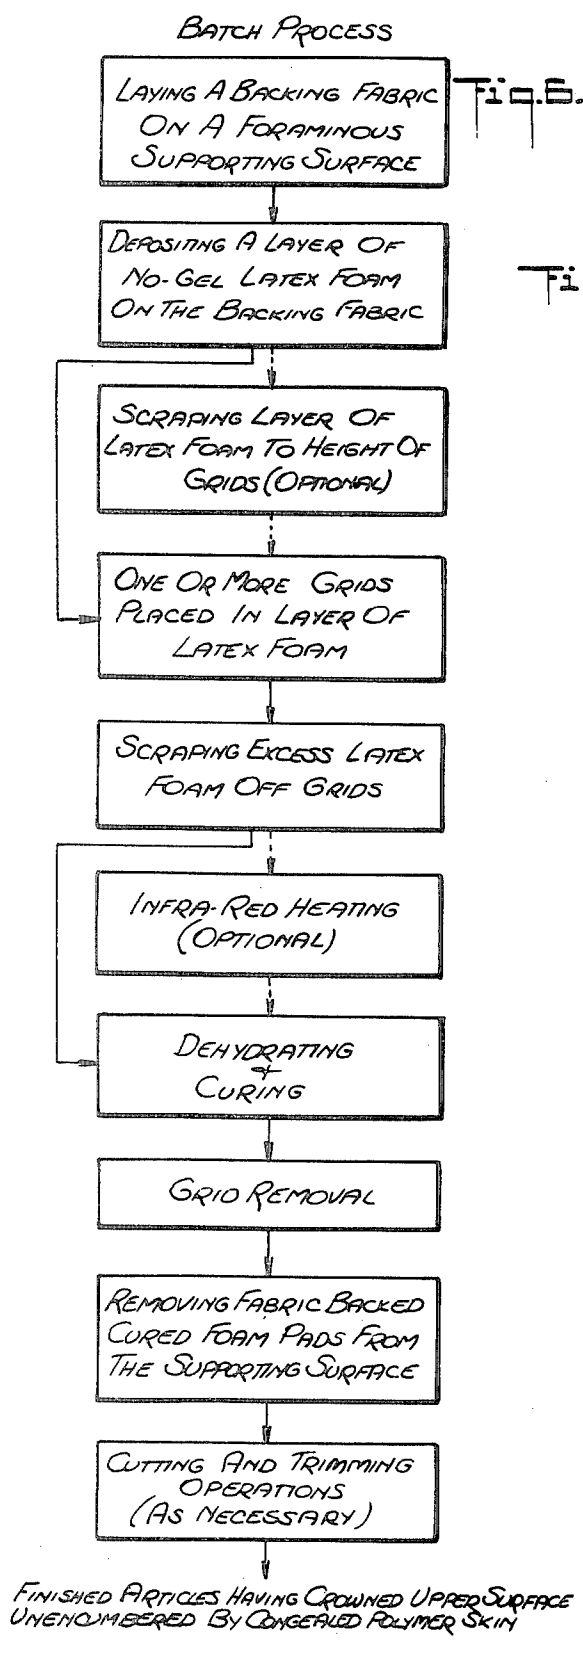 BATCH PROCESS
LAYING A BACKING FABRIC
ON A FORAMINOUS
SUPPORTING SURFACE
Fig.6.
DEPOSITING A LAYER OF
NO-GEL LATEX FOAM
ON THE BACKING FABRIC
Fi
SCRAPING LAYER OF
LATEX FOAM TO HEIGHT OF
GRIDS (OPTIONAL)
ONE OR MORE GRIDS
PLACED IN LAYER OF
LATEX FOAM
SCRAPING EXCESS LATEX
FOAM OFF GRIDS
INFRA-RED HEATING
(OPTIONAL)
DEHYDRATING
+
CURING
GRID REMOVAL
REMOVING FABRIC BACKED
CURED FOAM PADS FROM
THE SUPPORTING SURFACE
CUTTING AND TRIMMING
OPERATIONS
(AS NECESSARY)
FINISHED ARTICLES HAVING CROWNED UPPER SURFACE
UNENCUMBERED BY CONGEALED POLYMER SKIN